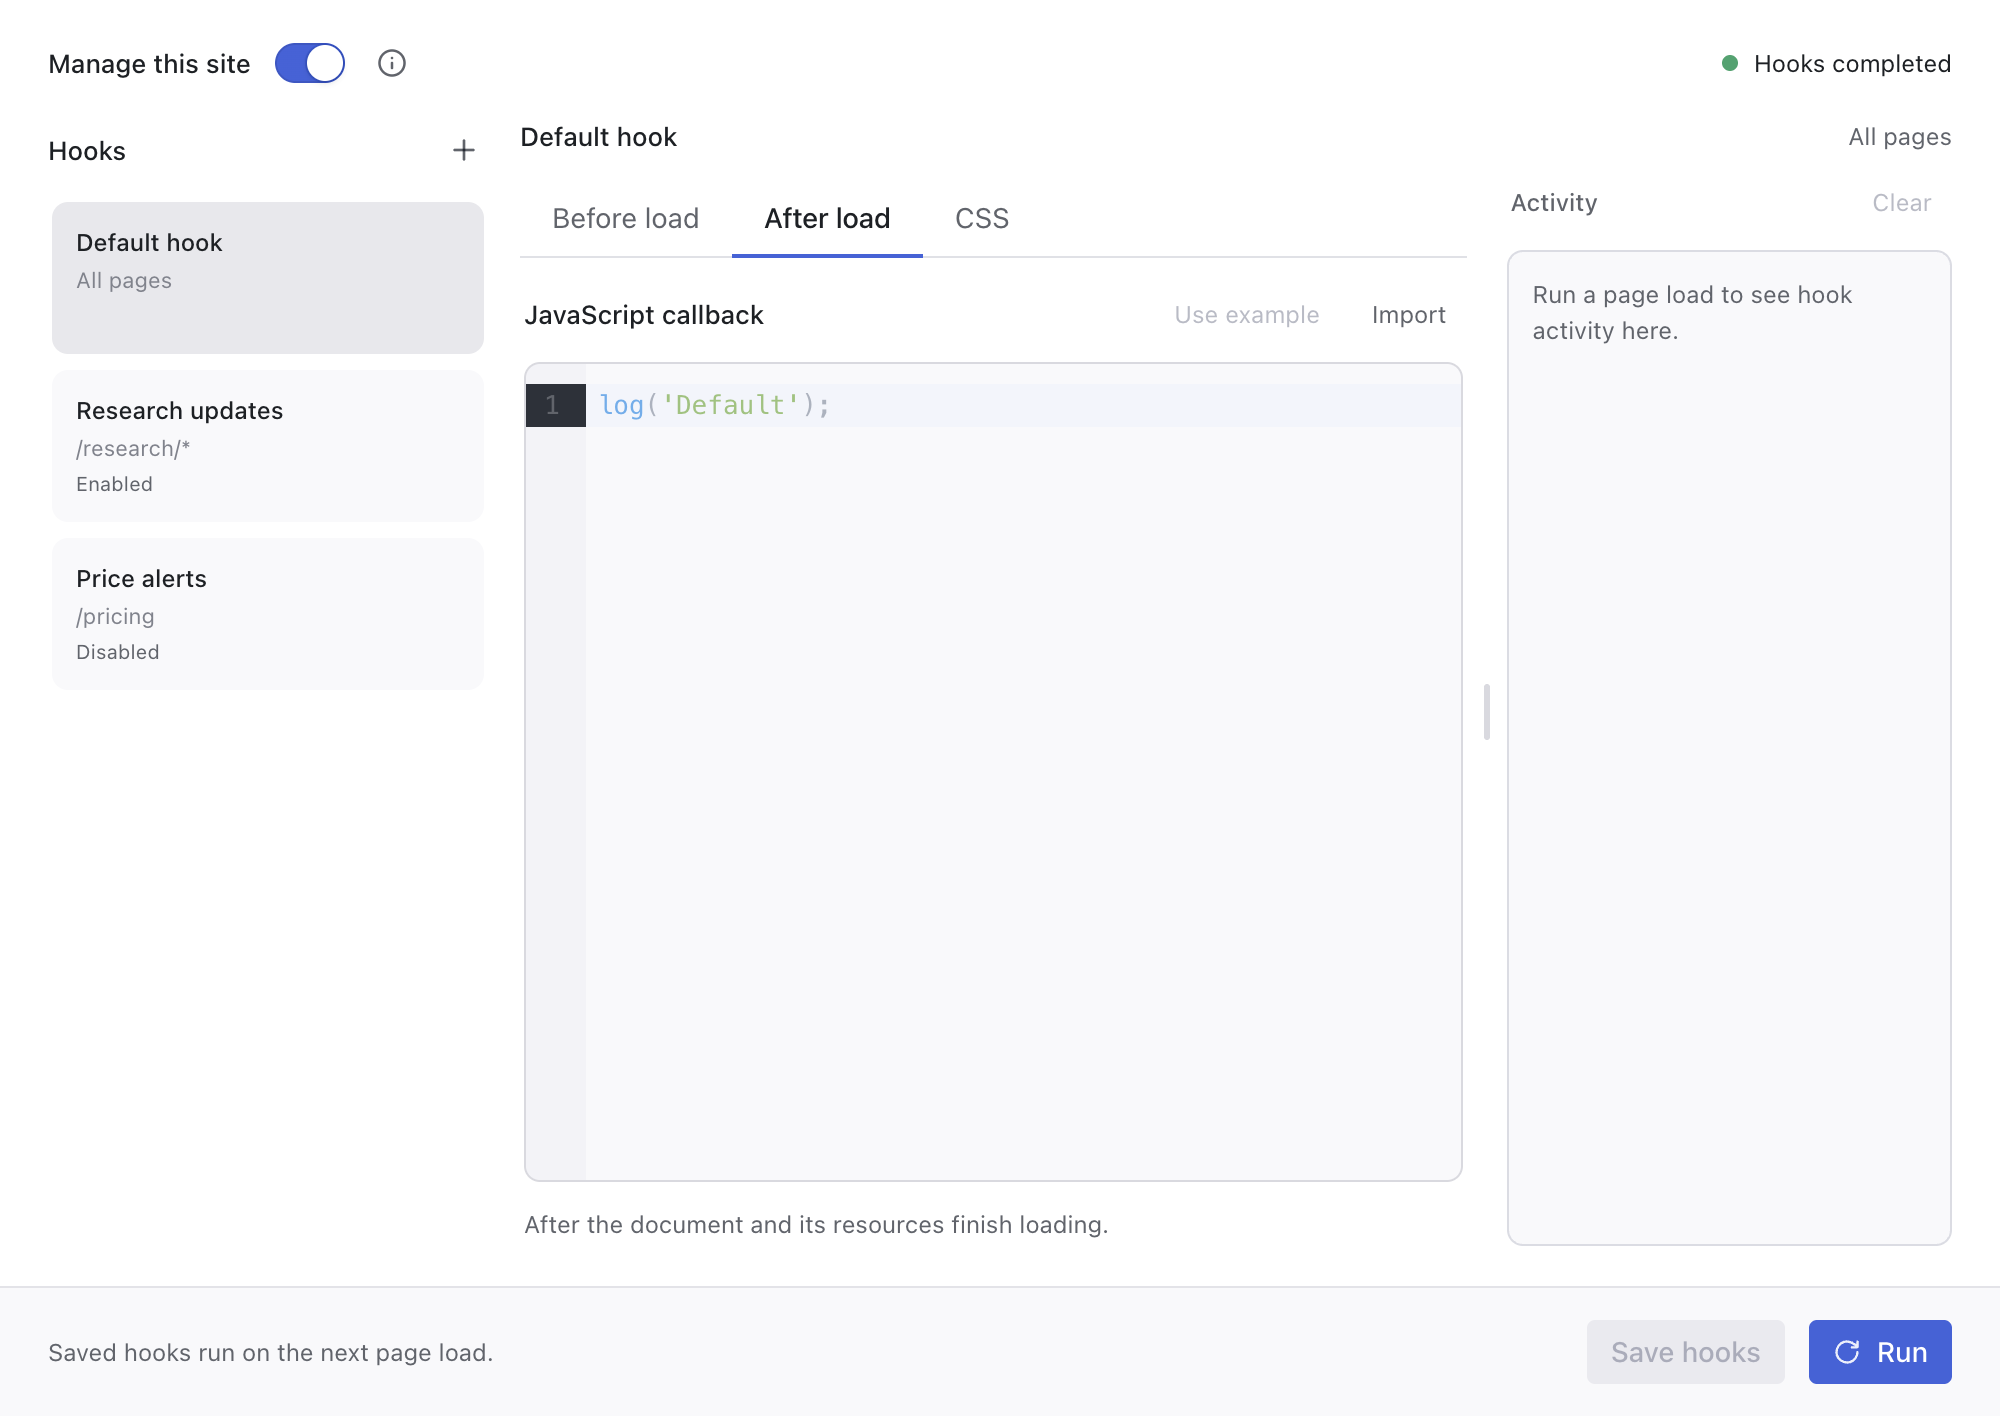 Manage this site
Hooks completed
Hooks
Default hook
All pages
Research updates
/research/*
Enabled
Price alerts
/pricing
Disabled
Default hook
All pages
Before load
After load
CSS
JavaScript callback
Use example
Import
1
log('Default');
After the document and its resources finish loading.
Activity
Clear
Run a page load to see hook
activity here.
Saved hooks run on the next page load.
Save hooks
Run